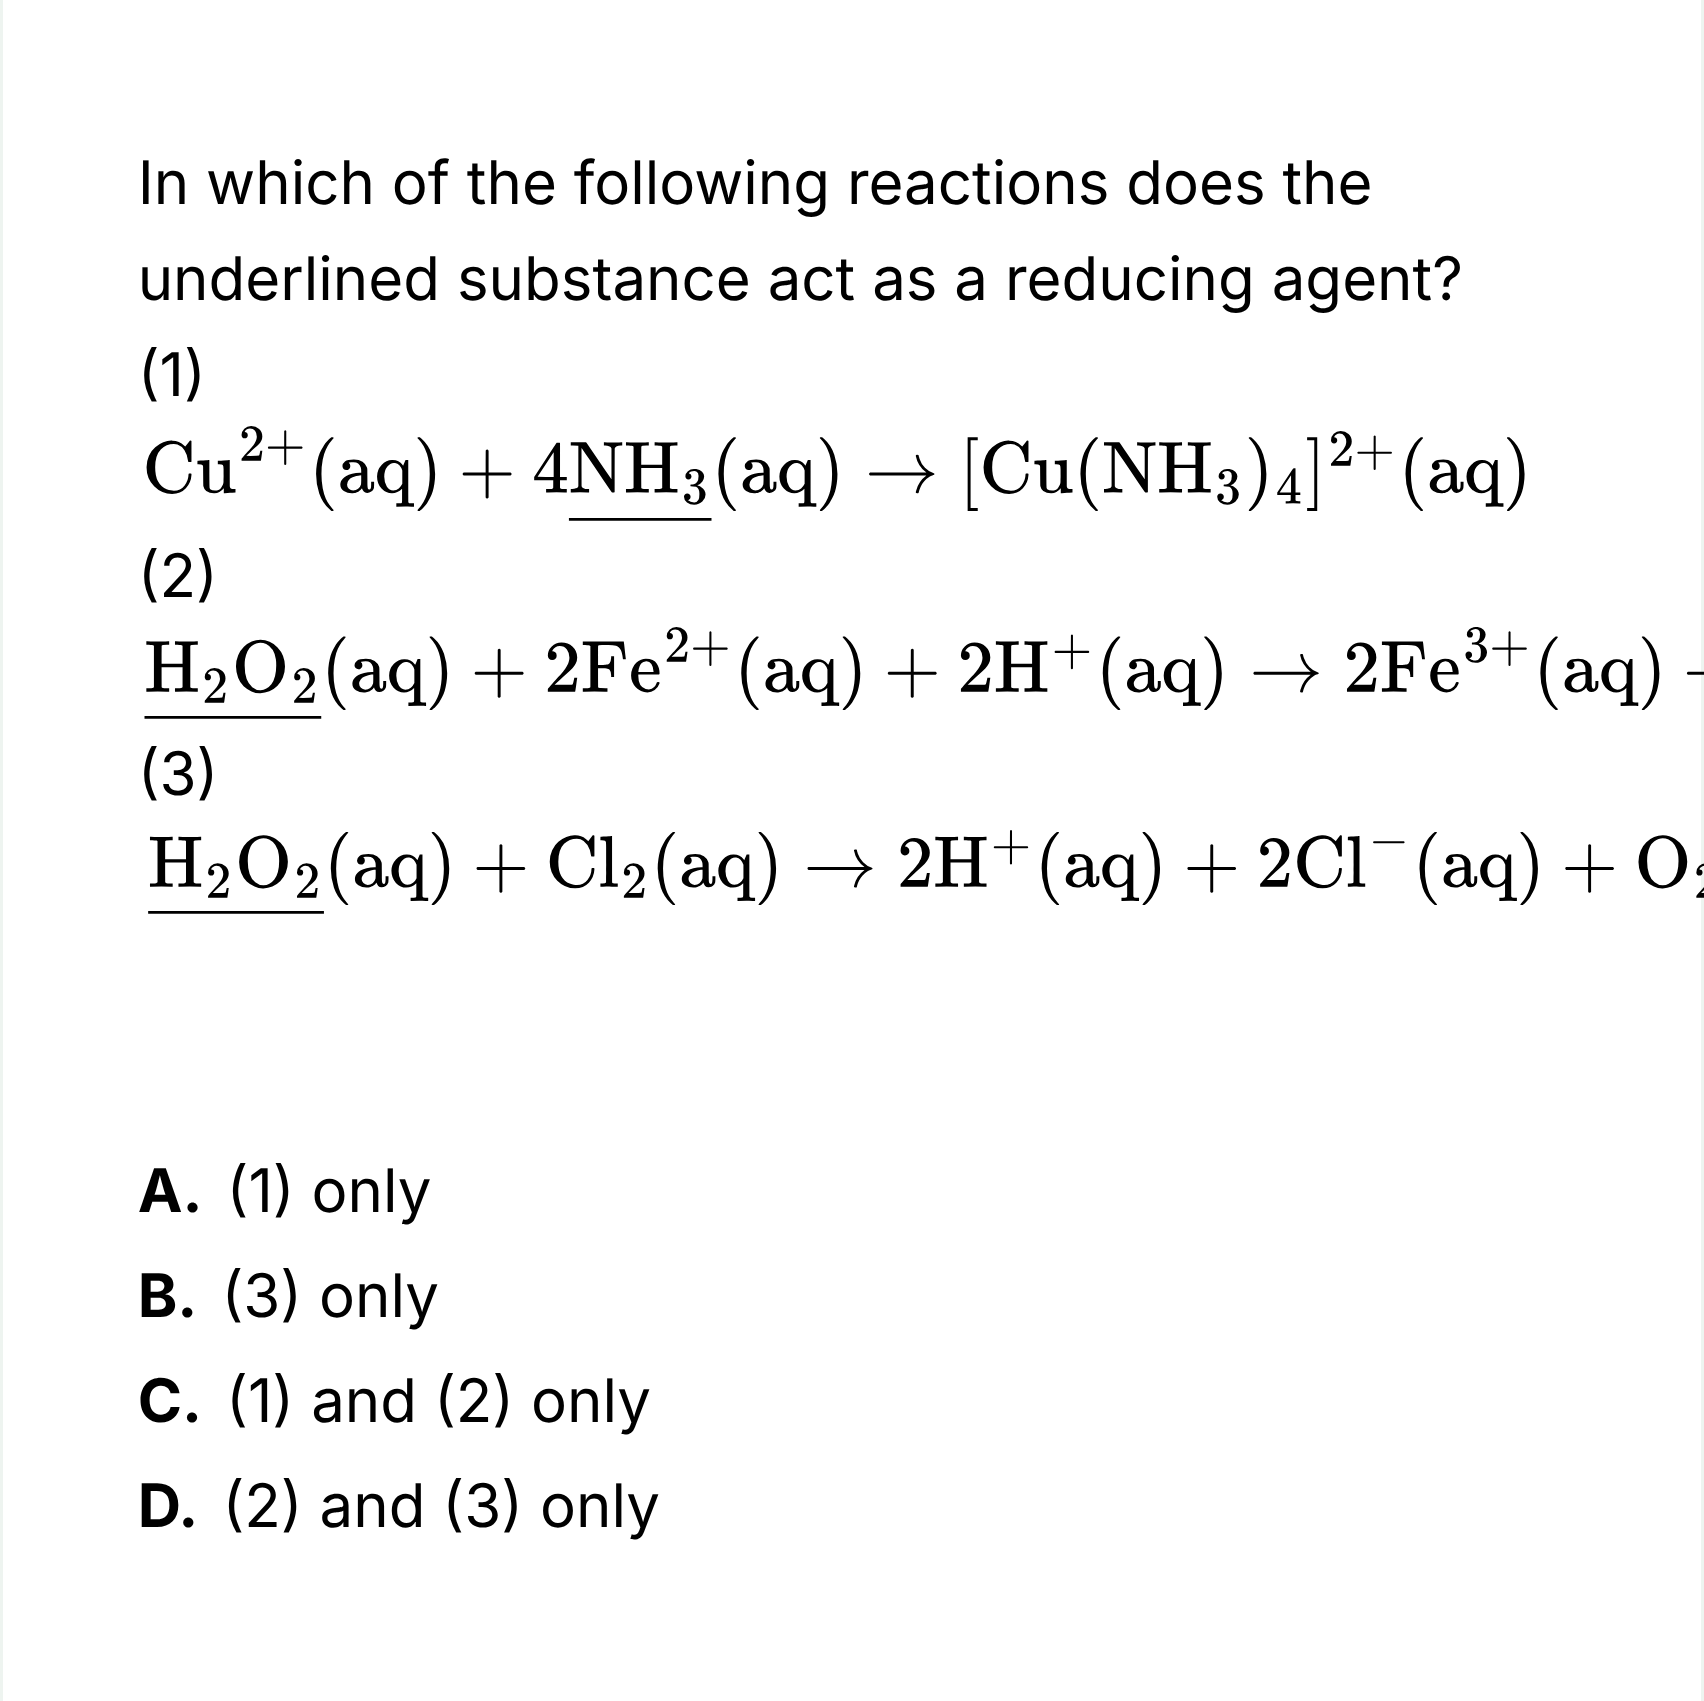 In which of the following reactions does the
underlined substance act as a reducing agent?
(1)
Cu²⁺(aq) + 4NH₃(aq) → [Cu(NH₃)₄]²⁺(aq)
(2)
H₂O₂(aq) + 2Fe²⁺(aq) + 2H⁺(aq) → 2Fe³⁺(aq)
(3)
H₂O₂(aq) + Cl₂(aq) → 2H⁺(aq) + 2Cl⁻(aq) + O₂
A. (1) only
B. (3) only
C. (1) and (2) only
D. (2) and (3) only